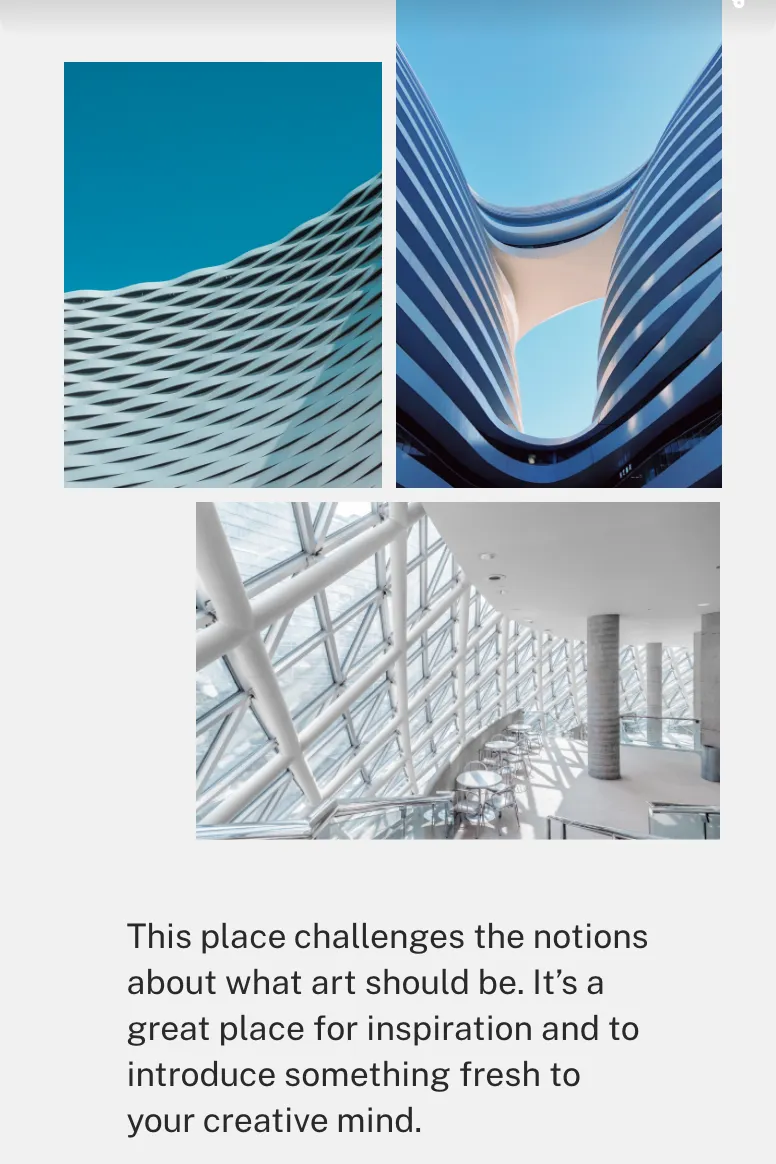 This place challenges the notions
about what art should be. It’s a
great place for inspiration and to
introduce something fresh to
your creative mind.